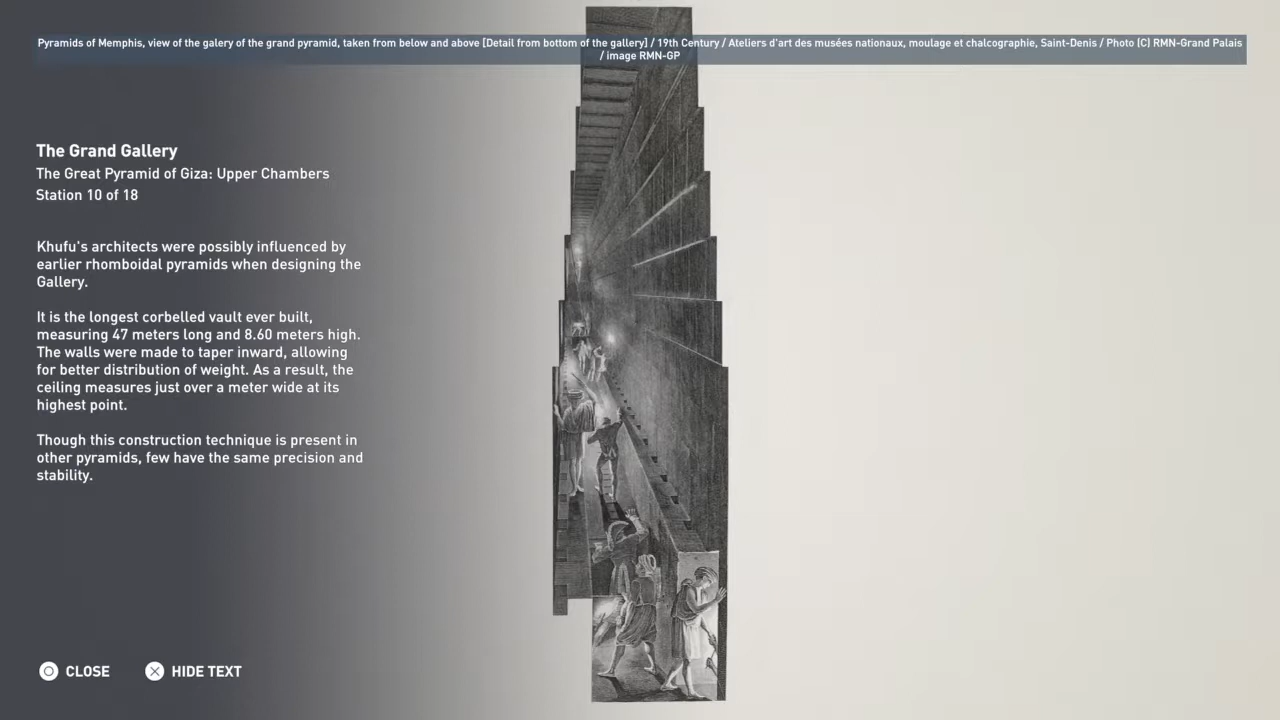 Pyramids of Memphis, view of the galery of the grand pyramid, taken from below and above [Detail from bottom of the gallery] / 19th Century / Ateliers d'art des musées nationaux, moulage et chalcographie, Saint-Denis / Photo (C) RMN-Grand Palais
/ image RMN-GP
The Grand Gallery
The Great Pyramid of Giza: Upper Chambers
Station 10 of 18
Khufu's architects were possibly influenced by
earlier rhomboidal pyramids when designing the
Gallery.
It is the longest corbelled vault ever built,
measuring 47 meters long and 8.60 meters high.
The walls were made to taper inward, allowing
for better distribution of weight. As a result, the
ceiling measures just over a meter wide at its
highest point.
Though this construction technique is present in
other pyramids, few have the same precision and
stability.
CLOSE HIDE TEXT